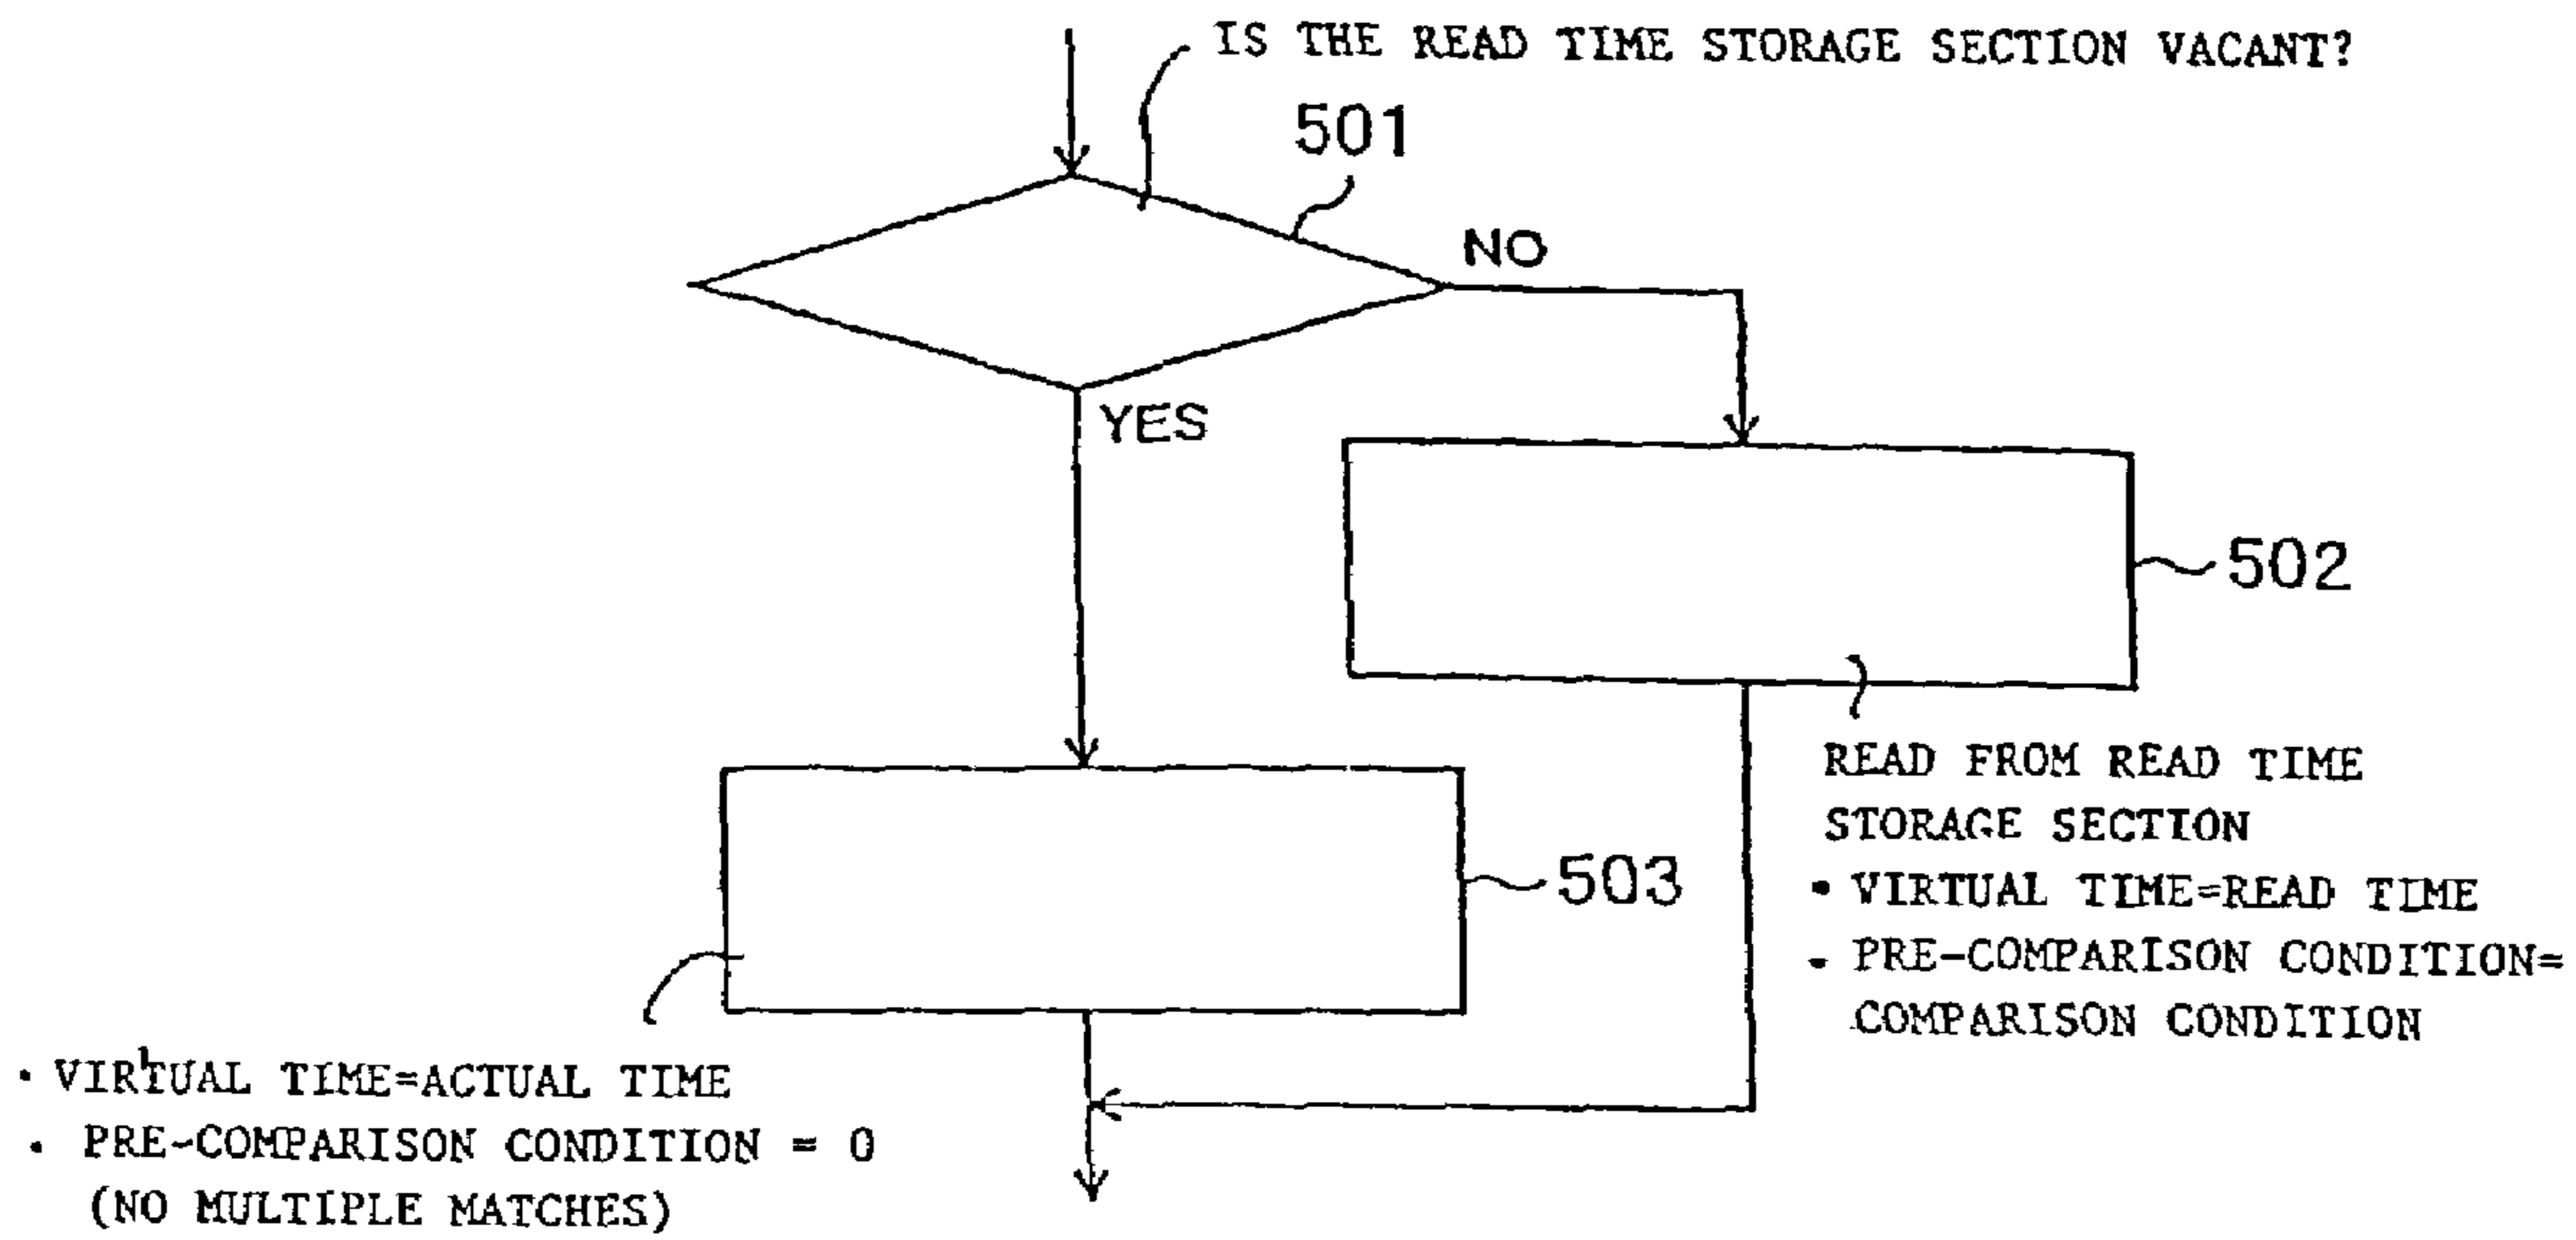 IS THE READ TIME STORAGE SECTION VACANT?
501
NO
YES
502
READ FROM READ TIME
STORAGE SECTION
• VIRTUAL TIME=READ TIME
• PRE-COMPARISON CONDITION=
COMPARISON CONDITION
503
• VIRTUAL TIME=ACTUAL TIME
• PRE-COMPARISON CONDITION = 0
(NO MULTIPLE MATCHES)